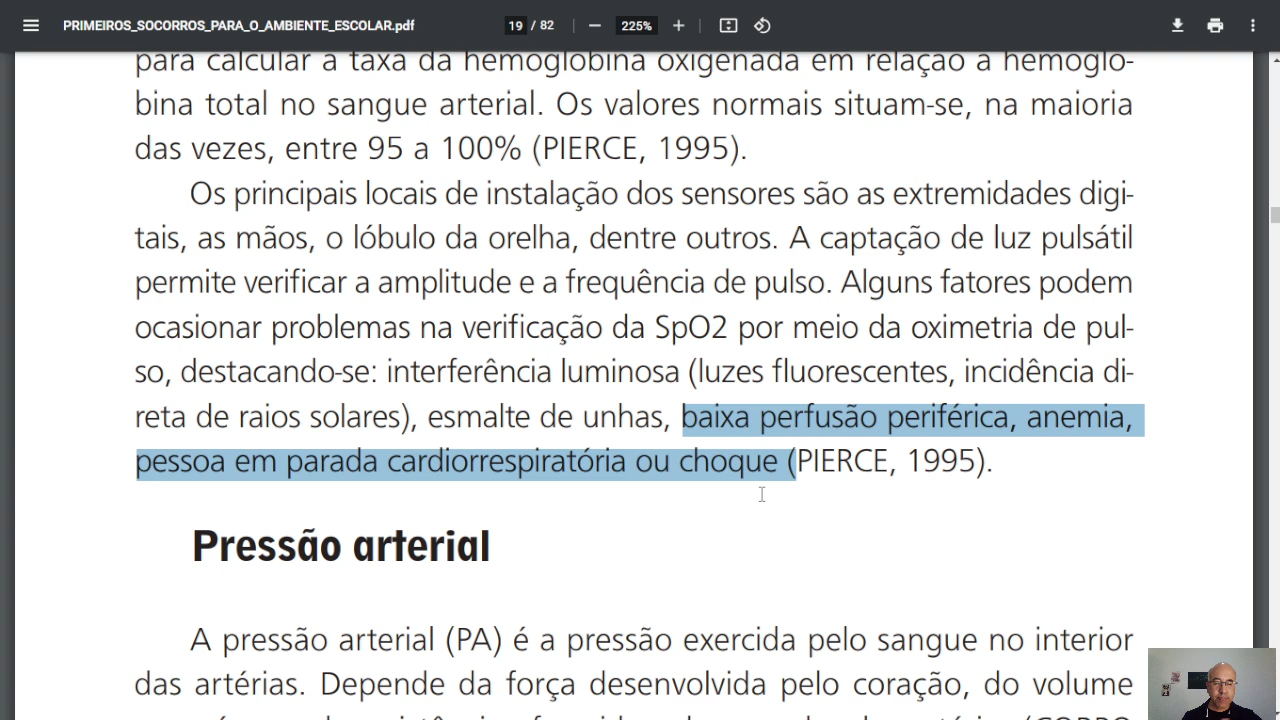 PRIMEIROS_SOCORROS_PARA_O_AMBIENTE_ESCOLAR.pdf
19 / 82
225%
para calcular a taxa da hemoglobina oxigenada em relação à hemoglo-
bina total no sangue arterial. Os valores normais situam-se, na maioria
das vezes, entre 95 a 100% (PIERCE, 1995).
Os principais locais de instalação dos sensores são as extremidades digi-
tais, as mãos, o lóbulo da orelha, dentre outros. A captação de luz pulsátil
permite verificar a amplitude e a frequência de pulso. Alguns fatores podem
ocasionar problemas na verificação da SpO2 por meio da oximetria de pul-
so, destacando-se: interferência luminosa (luzes fluorescentes, incidência di-
reta de raios solares), esmalte de unhas, baixa perfusão periférica, anemia,
pessoa em parada cardiorrespiratória ou choque (PIERCE, 1995).
Pressão arterial
A pressão arterial (PA) é a pressão exercida pelo sangue no interior
das artérias. Depende da força desenvolvida pelo coração, do volume